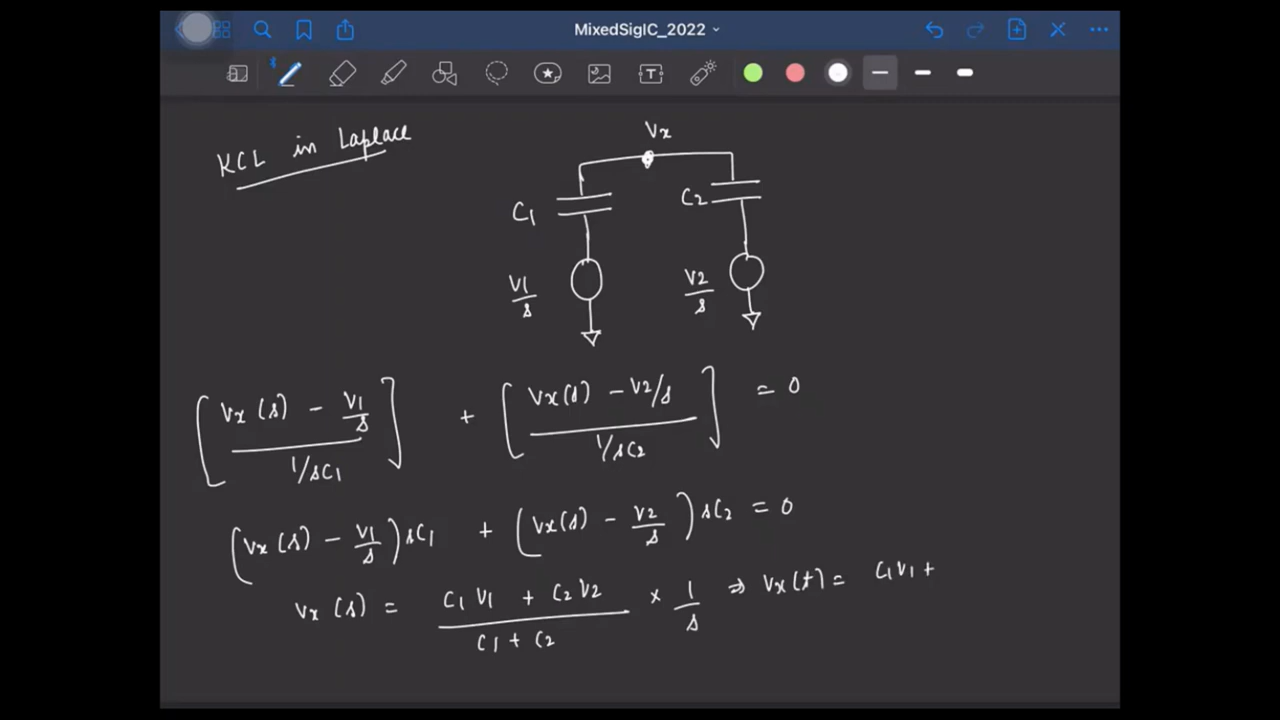 MixedSigIC_2022
KCL in Laplace
Vx
C1
C2
V1/s
V2/s
[(Vx(s) - V1/s) / (1/sC1)] + [(Vx(s) - V2/s) / (1/sC2)] = 0
(Vx(s) - V1/s)sC1 + (Vx(s) - V2/s)sC2 = 0
Vx(s) = (C1V1 + C2V2)/(C1 + C2) × 1/s ⇒ Vx(t) = C1V1 +